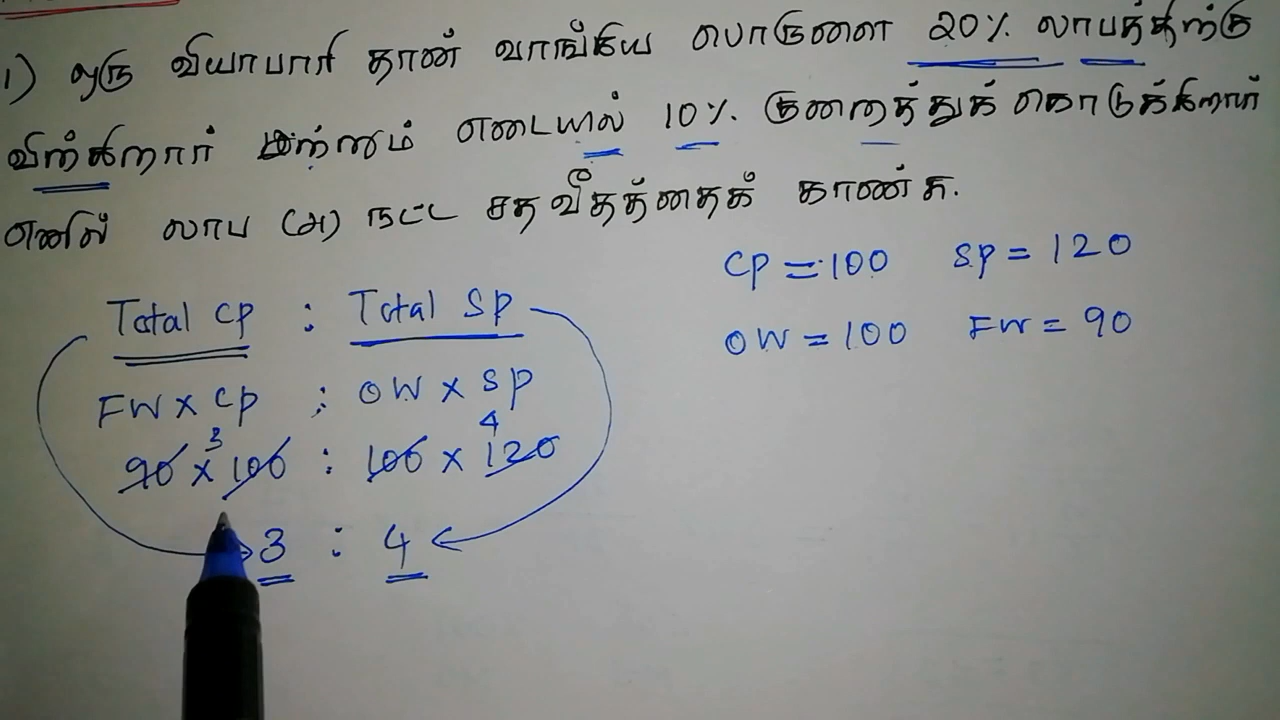 1) ஒரு வியாபாரி தான் வாங்கிய பொருளை 20% லாபத்திற்கு
விற்கிறார் மற்றும் எடையில் 10% குறைத்துக் கொடுக்கிறார்
எனில் லாப (அ) நட்ட சதவீதத்தைக் காண்க.
CP = 100 SP = 120
OW = 100 FW = 90
Total CP : Total SP
FW x CP : OW x SP
3 4
90 x 100 : 100 x 120
3 : 4